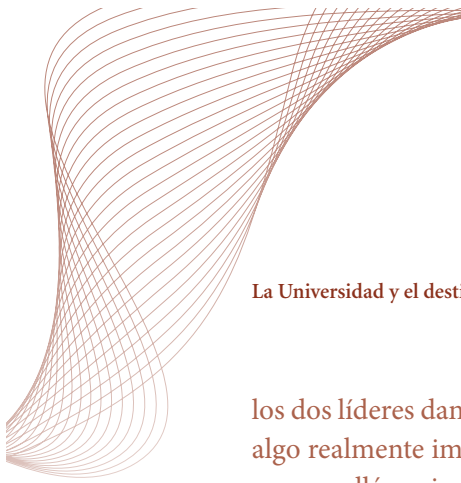 La Universidad y el desti
los dos líderes dan
algo realmente im